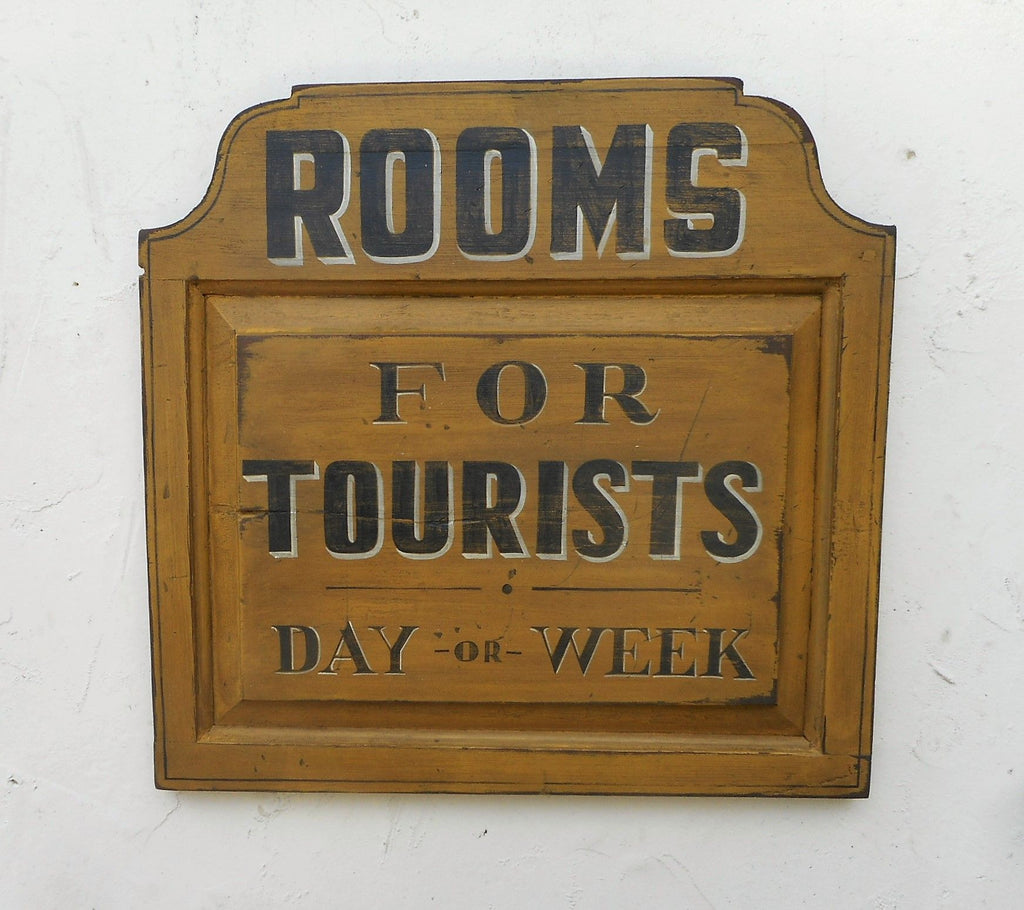 ROOMS
FOR
TOURISTS
DAY -OR- WEEK